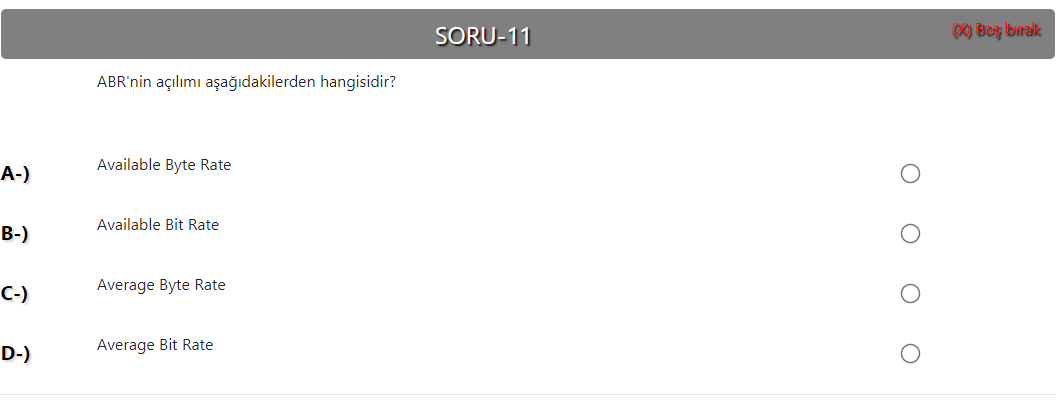 SORU-11
(X) Boş bırak
ABR'nin açılımı aşağıdakilerden hangisidir?
A-) Available Byte Rate
B-) Available Bit Rate
C-) Average Byte Rate
D-) Average Bit Rate